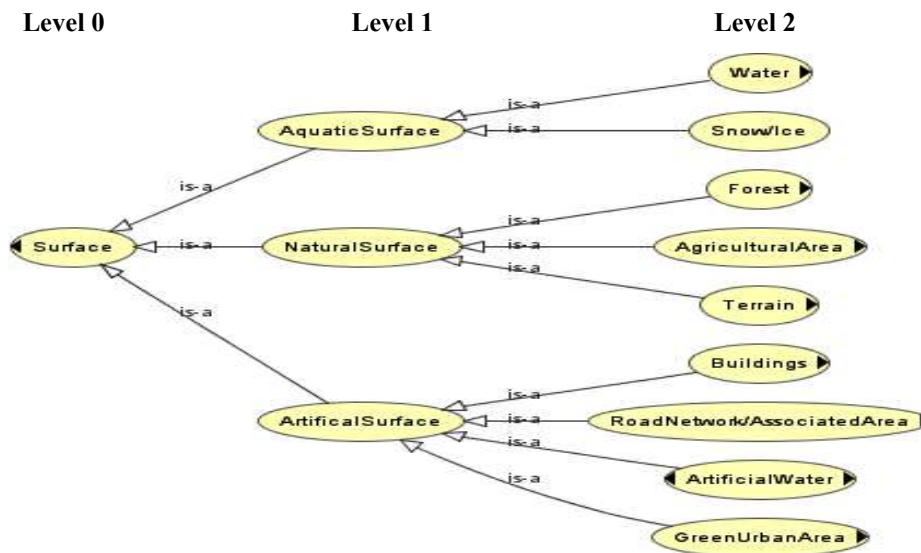 Level 0 Level 1 Level 2
Water
is-a
AquaticSurface
is-a
Snow/Ice
is-a
Forest
is-a
Surface
is-a
NaturalSurface
is-a
AgriculturalArea
is-a
Terrain
is-a
Buildings
is-a
ArtificalSurface
is-a
RoadNetwork/AssociatedArea
is-a
ArtificialWater
is-a
GreenUrbanArea